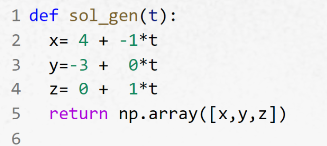 1 def sol_gen(t):
2   x= 4 + -1*t
3   y=-3 +  0*t
4   z= 0 +  1*t
5   return np.array([x,y,z])
6